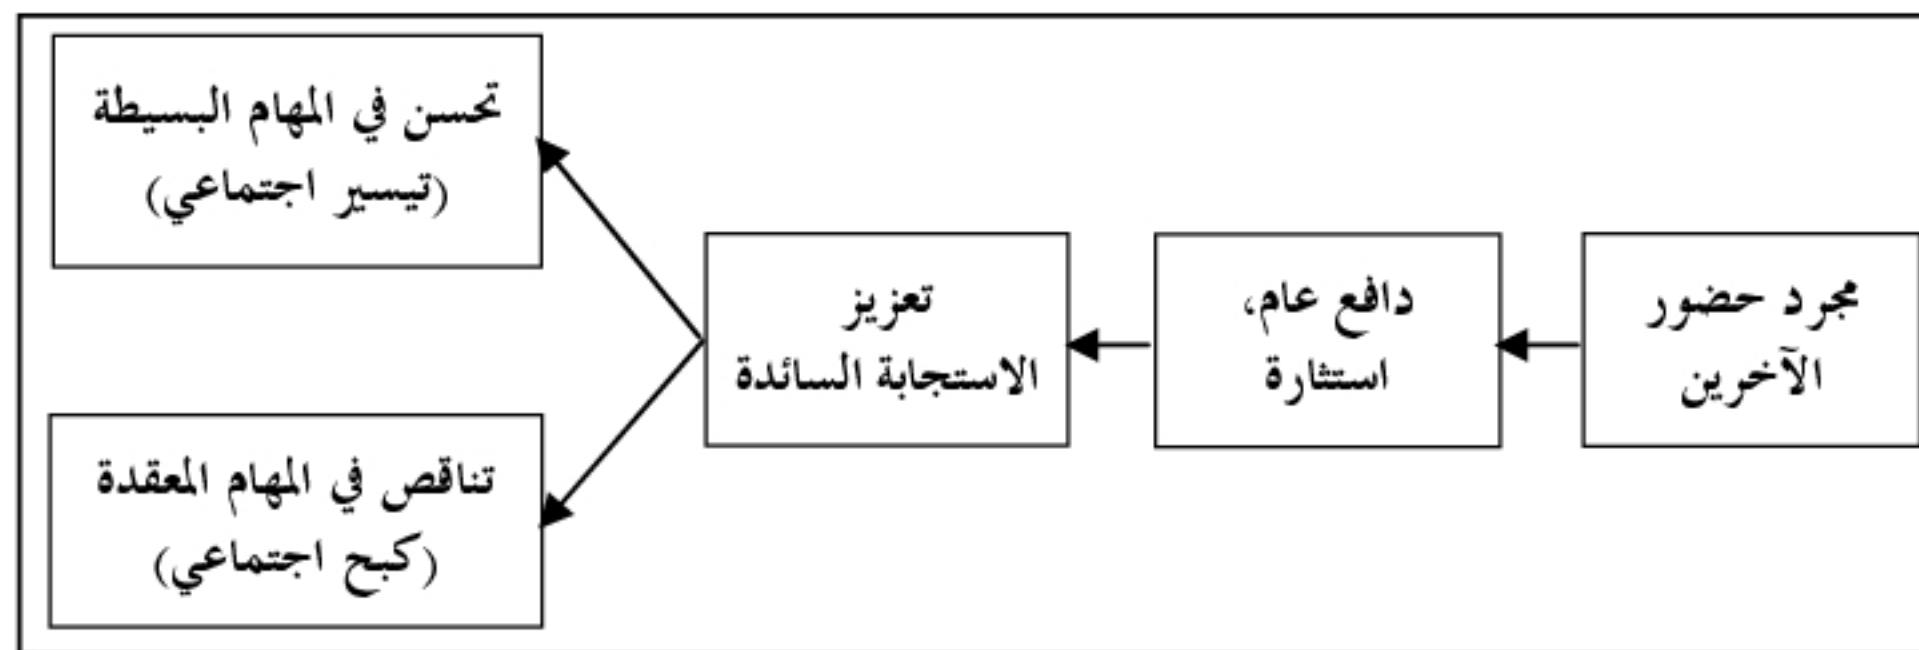 مجرد حضور
الآخرين
دافع عام،
استثارة
تعزيز
الاستجابة السائدة
تحسن في المهام البسيطة
(تيسير اجتماعي)
تناقص في المهام المعقدة
(كبح اجتماعي)